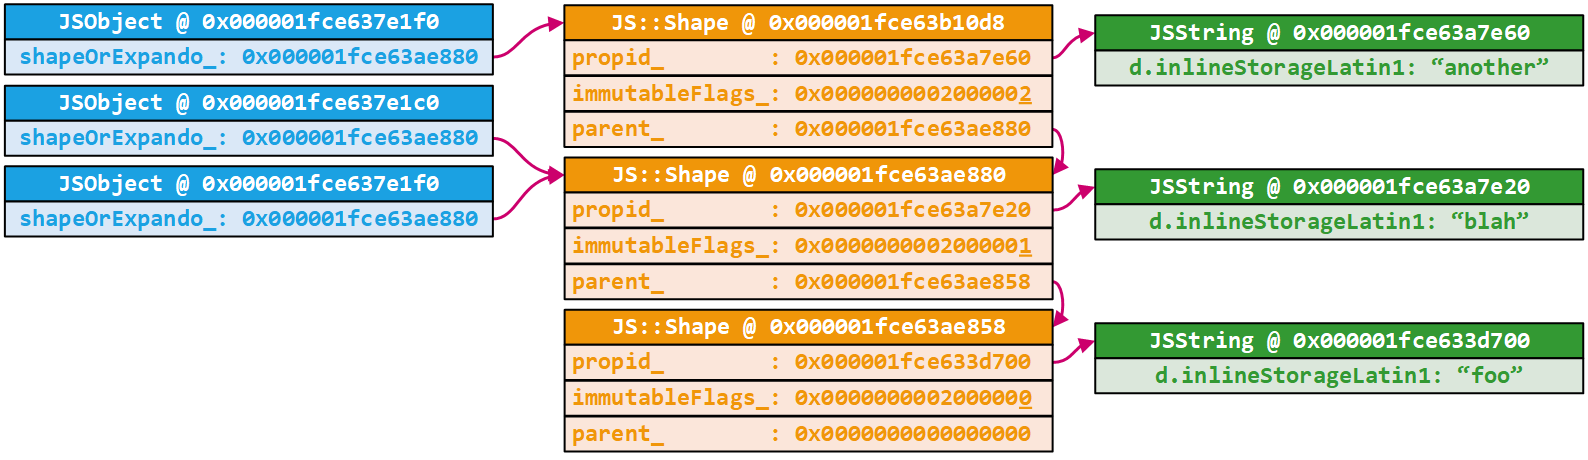 JSObject @ 0x000001fce637e1f0
shapeOrExpando_: 0x000001fce63ae880
JSObject @ 0x000001fce637e1c0
shapeOrExpando_: 0x000001fce63ae880
JSObject @ 0x000001fce637e1f0
shapeOrExpando_: 0x000001fce63ae880
JS::Shape @ 0x000001fce63b10d8
propid_ : 0x000001fce63a7e60
immutableFlags_: 0x0000000002000002
parent_ : 0x000001fce63ae880
JS::Shape @ 0x000001fce63ae880
propid_ : 0x000001fce63a7e20
immutableFlags_: 0x0000000002000001
parent_ : 0x000001fce63ae858
JS::Shape @ 0x000001fce63ae858
propid_ : 0x000001fce633d700
immutableFlags_: 0x0000000002000000
parent_ : 0x0000000000000000
JSString @ 0x000001fce63a7e60
d.inlineStorageLatin1: “another”
JSString @ 0x000001fce63a7e20
d.inlineStorageLatin1: “blah”
JSString @ 0x000001fce633d700
d.inlineStorageLatin1: “foo”